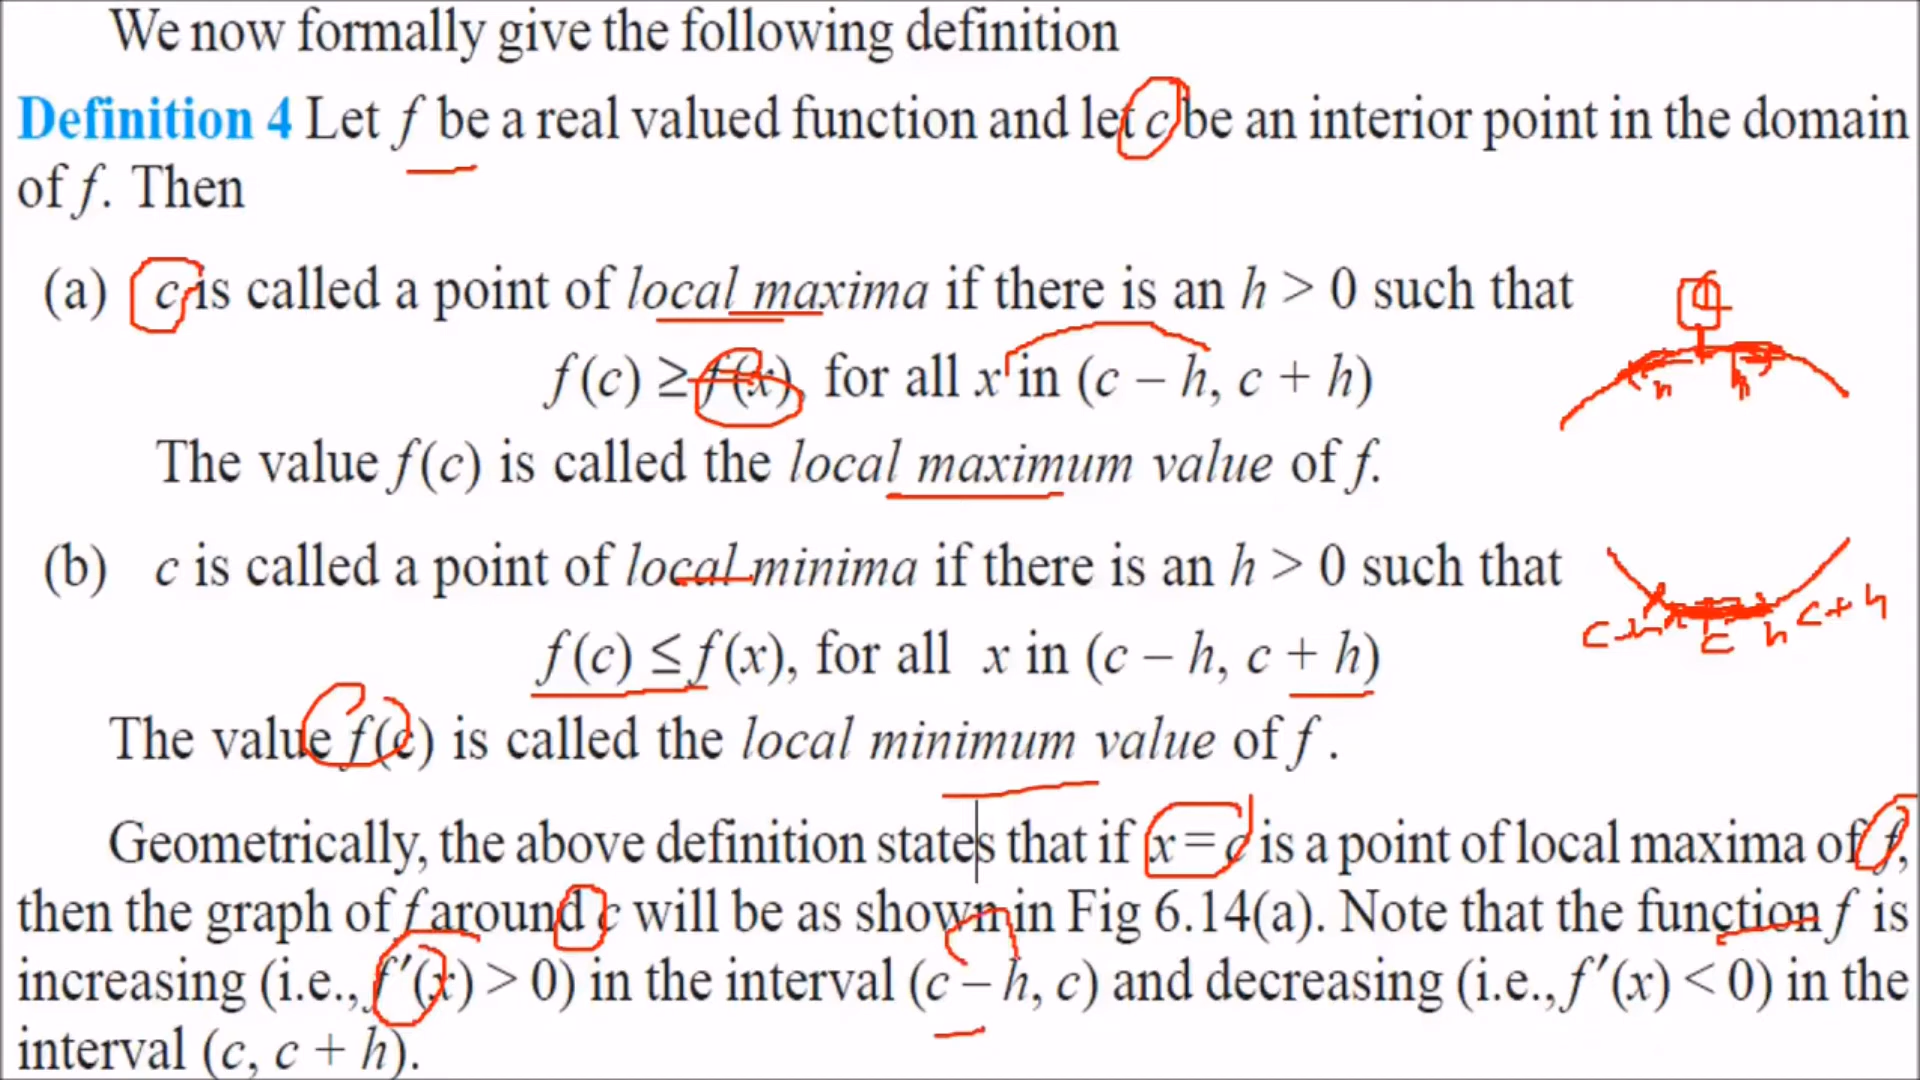 We now formally give the following definition
Definition 4 Let f be a real valued function and let c be an interior point in the domain
of f. Then
(a) c is called a point of local maxima if there is an h > 0 such that
f (c) ≥ f (x), for all x in (c – h, c + h)
h h
The value f (c) is called the local maximum value of f.
(b) c is called a point of local minima if there is an h > 0 such that
c - h c h c + h
f (c) ≤ f (x), for all x in (c – h, c + h)
The value f (c) is called the local minimum value of f .
Geometrically, the above definition states that if x = c is a point of local maxima of f,
then the graph of f around c will be as shown in Fig 6.14(a). Note that the function f is
increasing (i.e., f ′(x) > 0) in the interval (c – h, c) and decreasing (i.e., f ′(x) < 0) in the
interval (c, c + h).